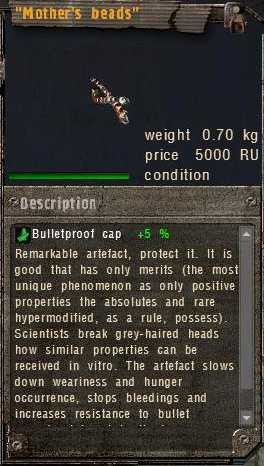 "Mother's beads"
weight 0.70 kg
price 5000 RU
condition
Description
Bulletproof cap +5 %
Remarkable artefact, protect it. It is
good that has only merits (the most
unique phenomenon as only positive
properties the absolutes and rare
hypermodified, as a rule, possess).
Scientists break grey-haired heads
how similar properties can be
received in vitro. The artefact slows
down weariness and hunger
occurrence, stops bleedings and
increases resistance to bullet